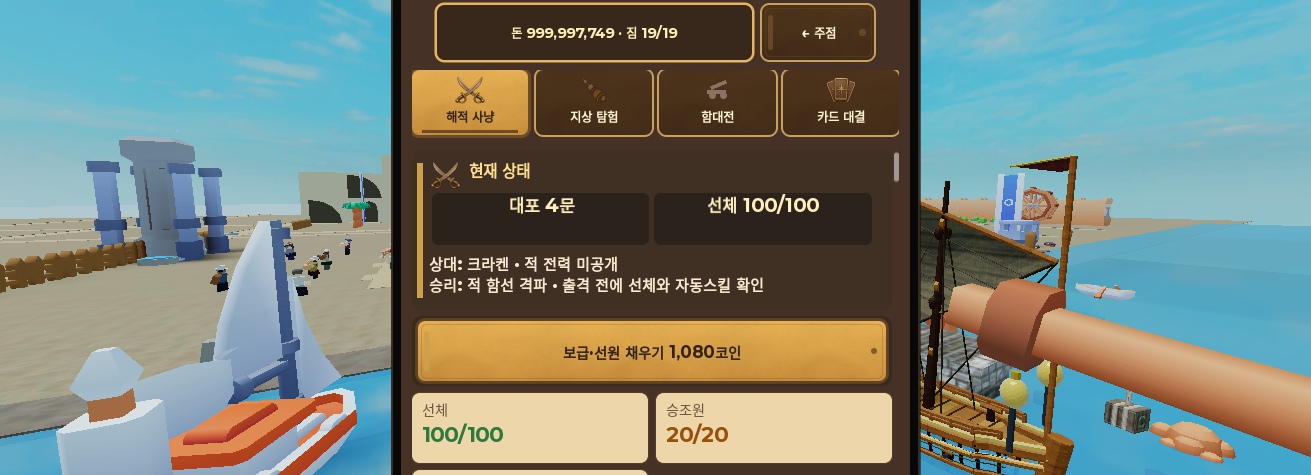 돈 999,997,749 · 짐 19/19
← 주점
해적 사냥
지상 탐험
함대전
카드 대결
현재 상태
대포 4문
선체 100/100
상대: 크라켄 • 적 전력 미공개
승리: 적 함선 격파 • 출격 전에 선체와 자동스킬 확인
보급·선원 채우기 1,080코인
선체
승조원
100/100
20/20